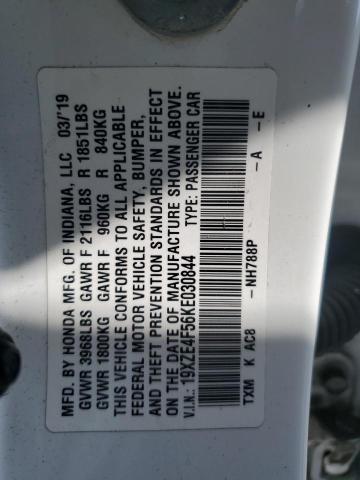 MFD. BY HONDA MFG. OF INDIANA, LLC 03/'19
GVWR 3968LBS GAWR F 2116LBS R 1851LBS
GVWR 1800KG GAWR F 960KG R 840KG
THIS VEHICLE CONFORMS TO ALL APPLICABLE
FEDERAL MOTOR VEHICLE SAFETY, BUMPER,
AND THEFT PREVENTION STANDARDS IN EFFECT
ON THE DATE OF MANUFACTURE SHOWN ABOVE.
V.I.N.: 19XZE4F56KE030844 TYPE: PASSENGER CAR
TXM K AC8 - NH788P - A - E